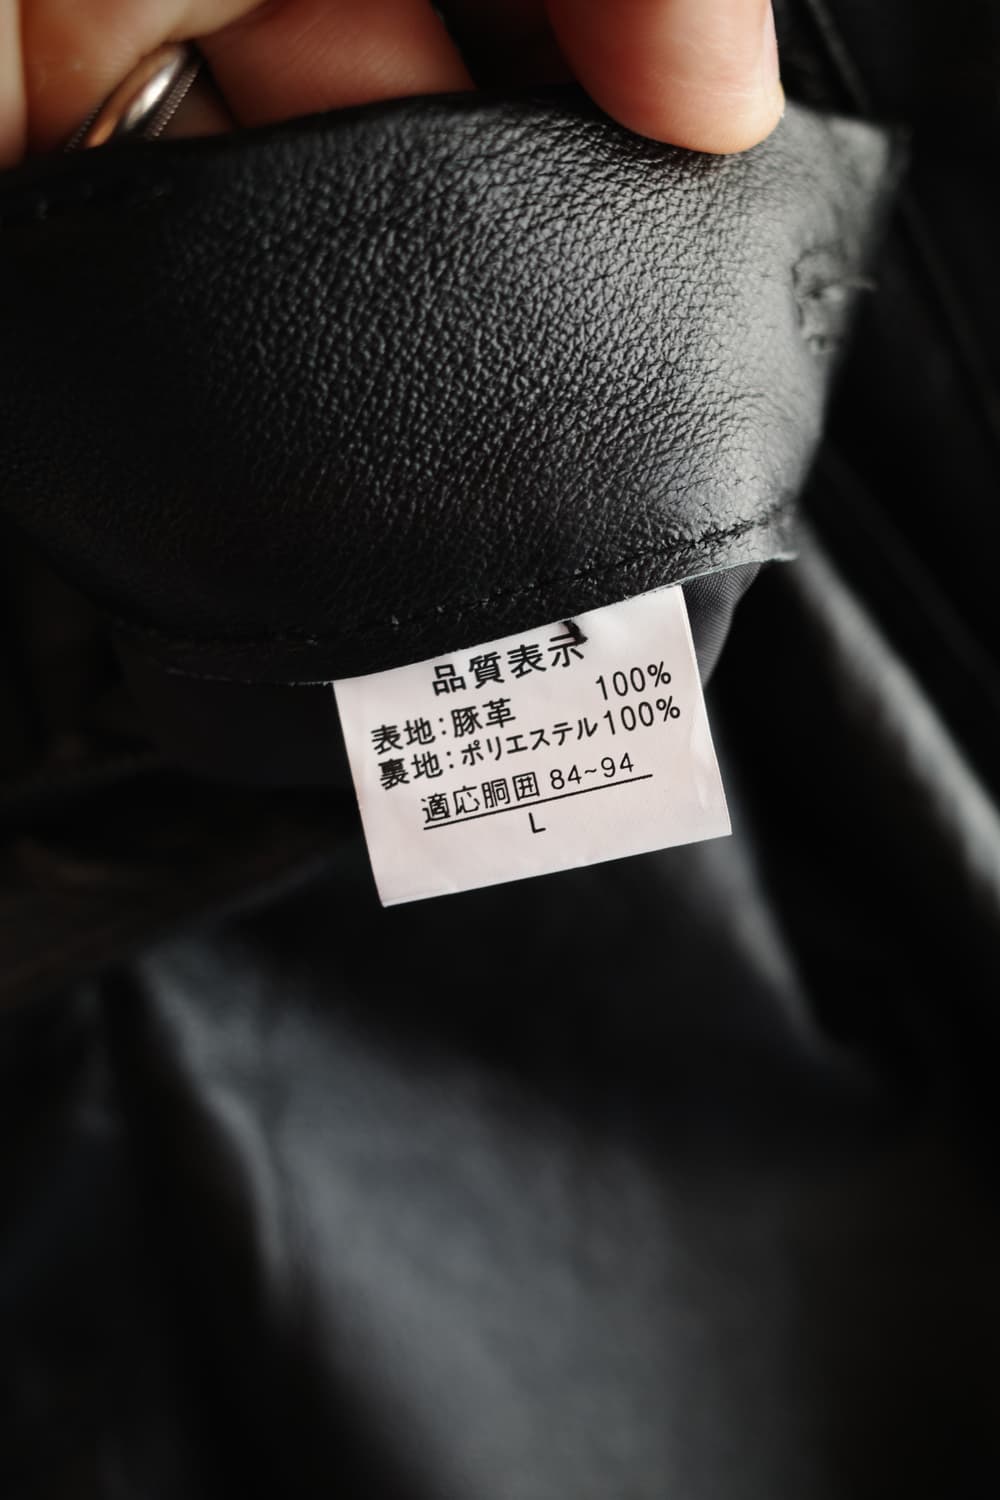 品質表示
表地:豚革 100%
裏地:ポリエステル100%
適応胴囲 84~94
L